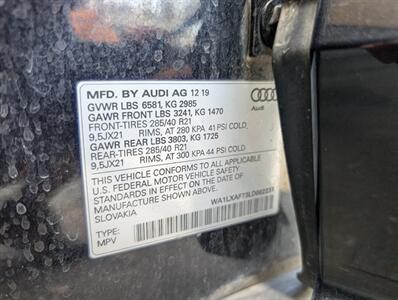 MFD. BY AUDI AG 12 19
GVWR LBS 6581, KG 2985
GAWR FRONT LBS 3241, KG 1470
FRONT-TIRES 285/40 R21
9,5JX21 RIMS, AT 280 KPA 41 PSI COLD
GAWR REAR LBS 3803, KG 1725
REAR-TIRES 285/40 R21
9,5JX21 RIMS, AT 300 KPA 44 PSI COLD
Audi
THIS VEHICLE CONFORMS TO ALL APPLICABLE
U.S. FEDERAL MOTOR VEHICLE SAFETY
STANDARDS IN EFFECT ON THE DATE OF
MANUFACTURE SHOWN ABOVE
SLOVAKIA
TYPE:
MPV